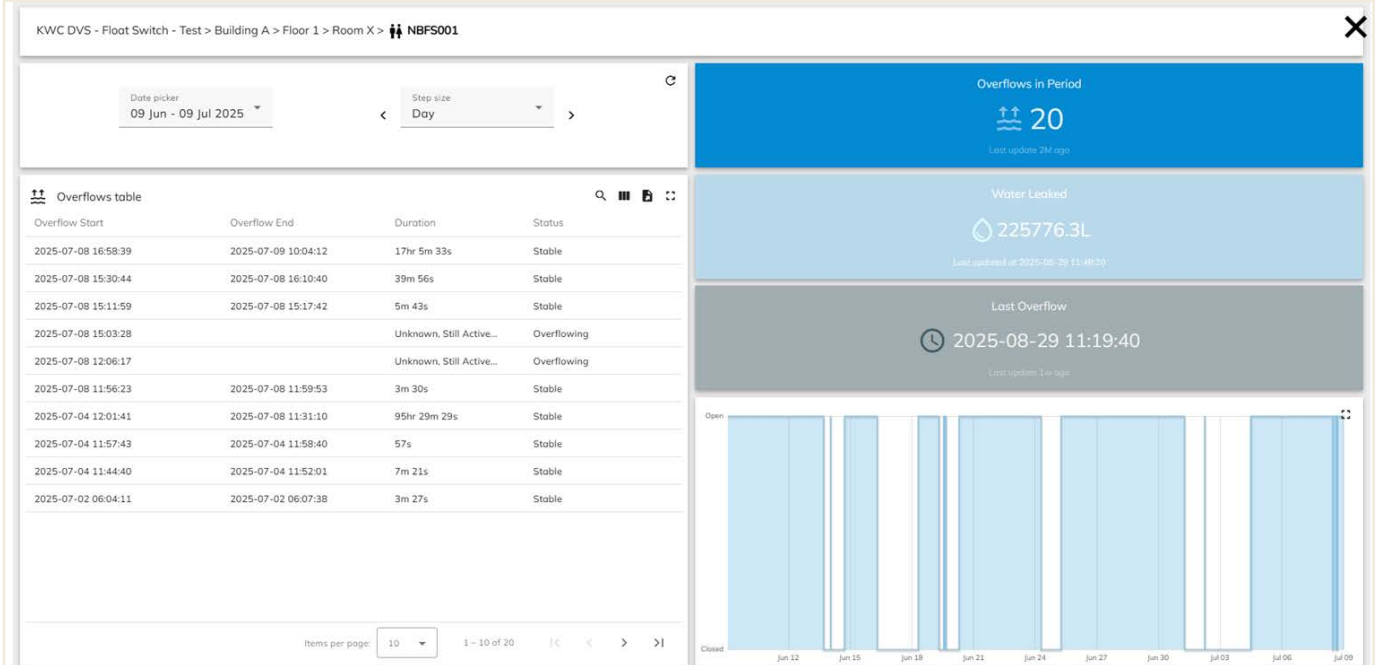 KWC DVS - Float Switch - Test > Building A > Floor 1 > Room X > NBFS001
Date picker
09 Jun - 09 Jul 2025
Step size
Day
Overflows in Period
20
Last update 2M ago
Water Leaked
225776.3L
Last updated at 2025-08-29 11:49:20
Last Overflow
2025-08-29 11:19:40
Last update 1w ago
Overflows table
Overflow Start Overflow End Duration Status
2025-07-08 16:58:39 2025-07-09 10:04:12 17hr 5m 33s Stable
2025-07-08 15:30:44 2025-07-08 16:10:40 39m 56s Stable
2025-07-08 15:11:59 2025-07-08 15:17:42 5m 43s Stable
2025-07-08 15:03:28 Unknown, Still Active... Overflowing
2025-07-08 12:06:17 Unknown, Still Active... Overflowing
2025-07-08 11:56:23 2025-07-08 11:59:53 3m 30s Stable
2025-07-04 12:01:41 2025-07-08 11:31:10 95hr 29m 29s Stable
2025-07-04 11:57:43 2025-07-04 11:58:40 57s Stable
2025-07-04 11:44:40 2025-07-04 11:52:01 7m 21s Stable
2025-07-02 06:04:11 2025-07-02 06:07:38 3m 27s Stable
Items per page: 10 1 – 10 of 20
Open
Closed
Jun 12 Jun 15 Jun 18 Jun 21 Jun 24 Jun 27 Jun 30 Jul 03 Jul 06 Jul 09